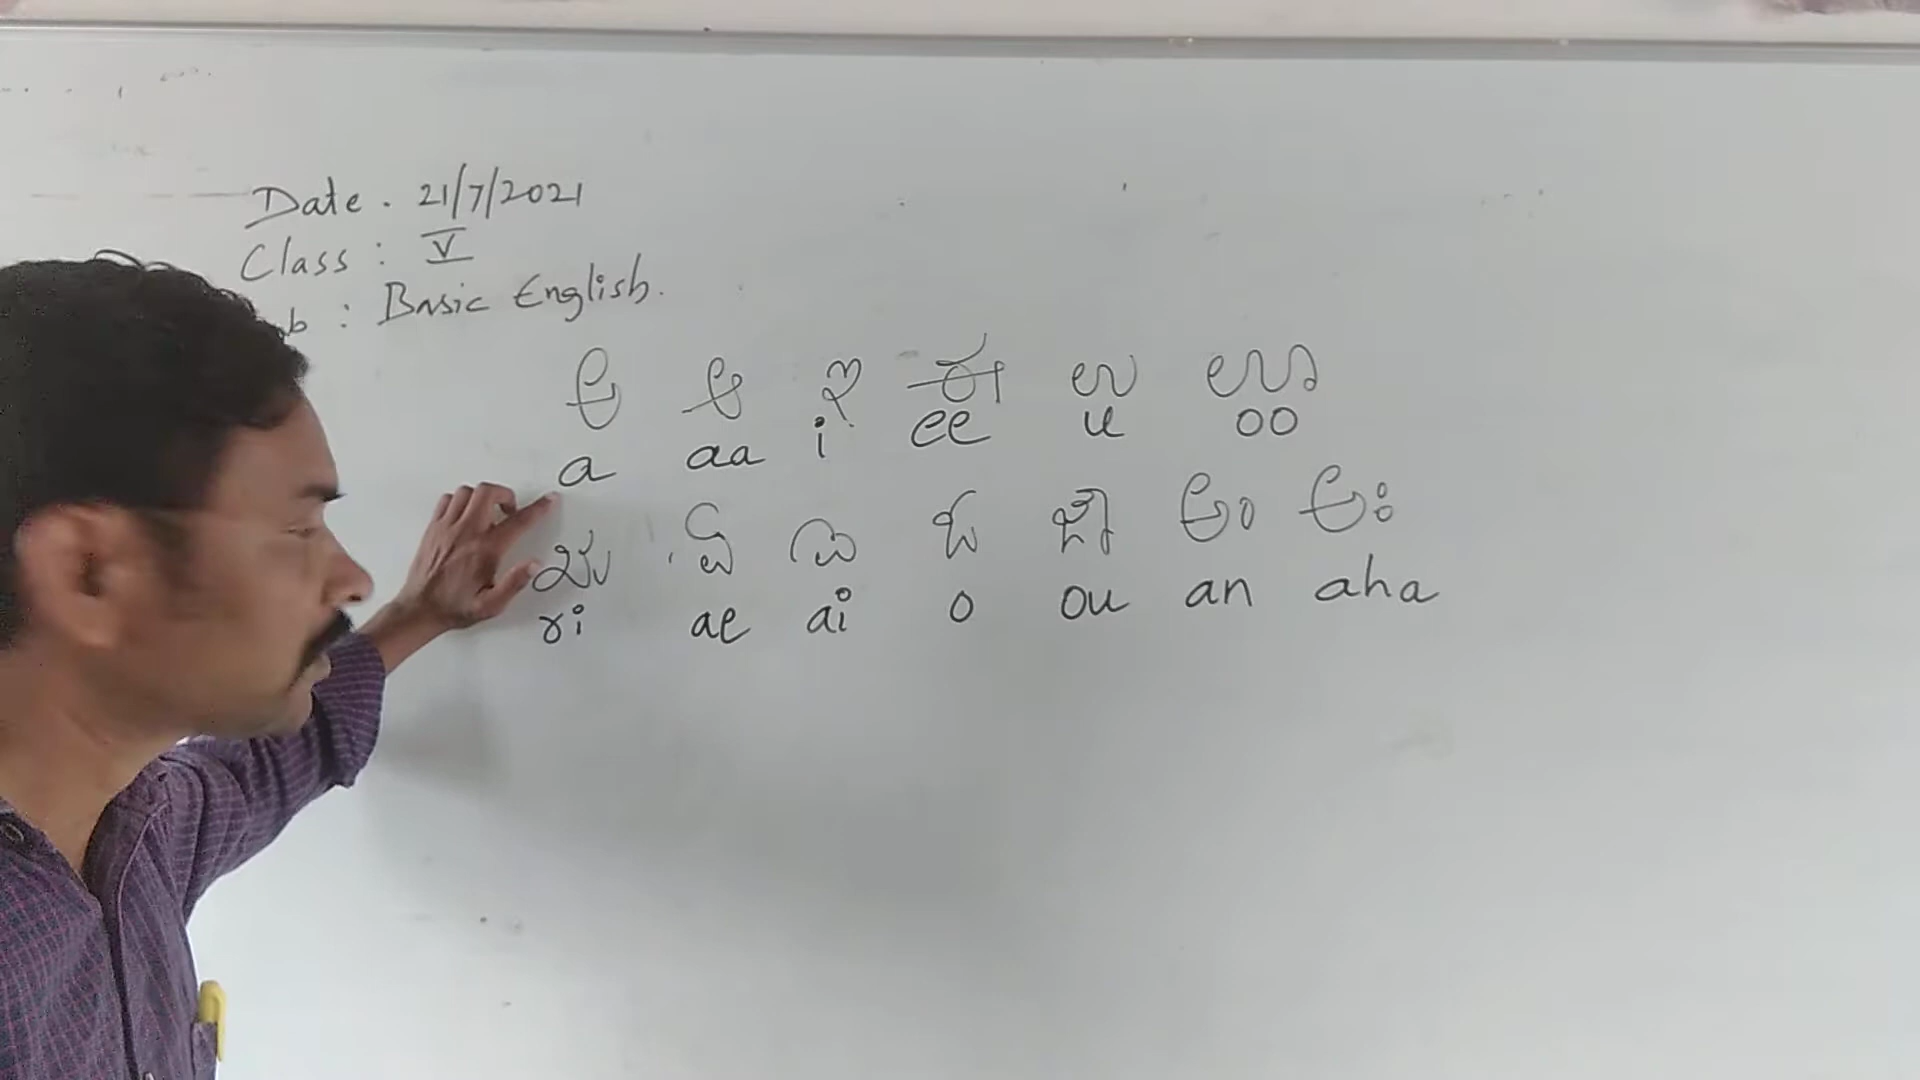 Date . 21/7/2021
Class : V
b : Basic English.
ಅ ಆ ಇ ಈ ಉ ಊ
a aa i ee u oo
ಋ ಏ ಐ ಓ ಔ ಅಂ ಅಃ
ri ae ai o ou an aha